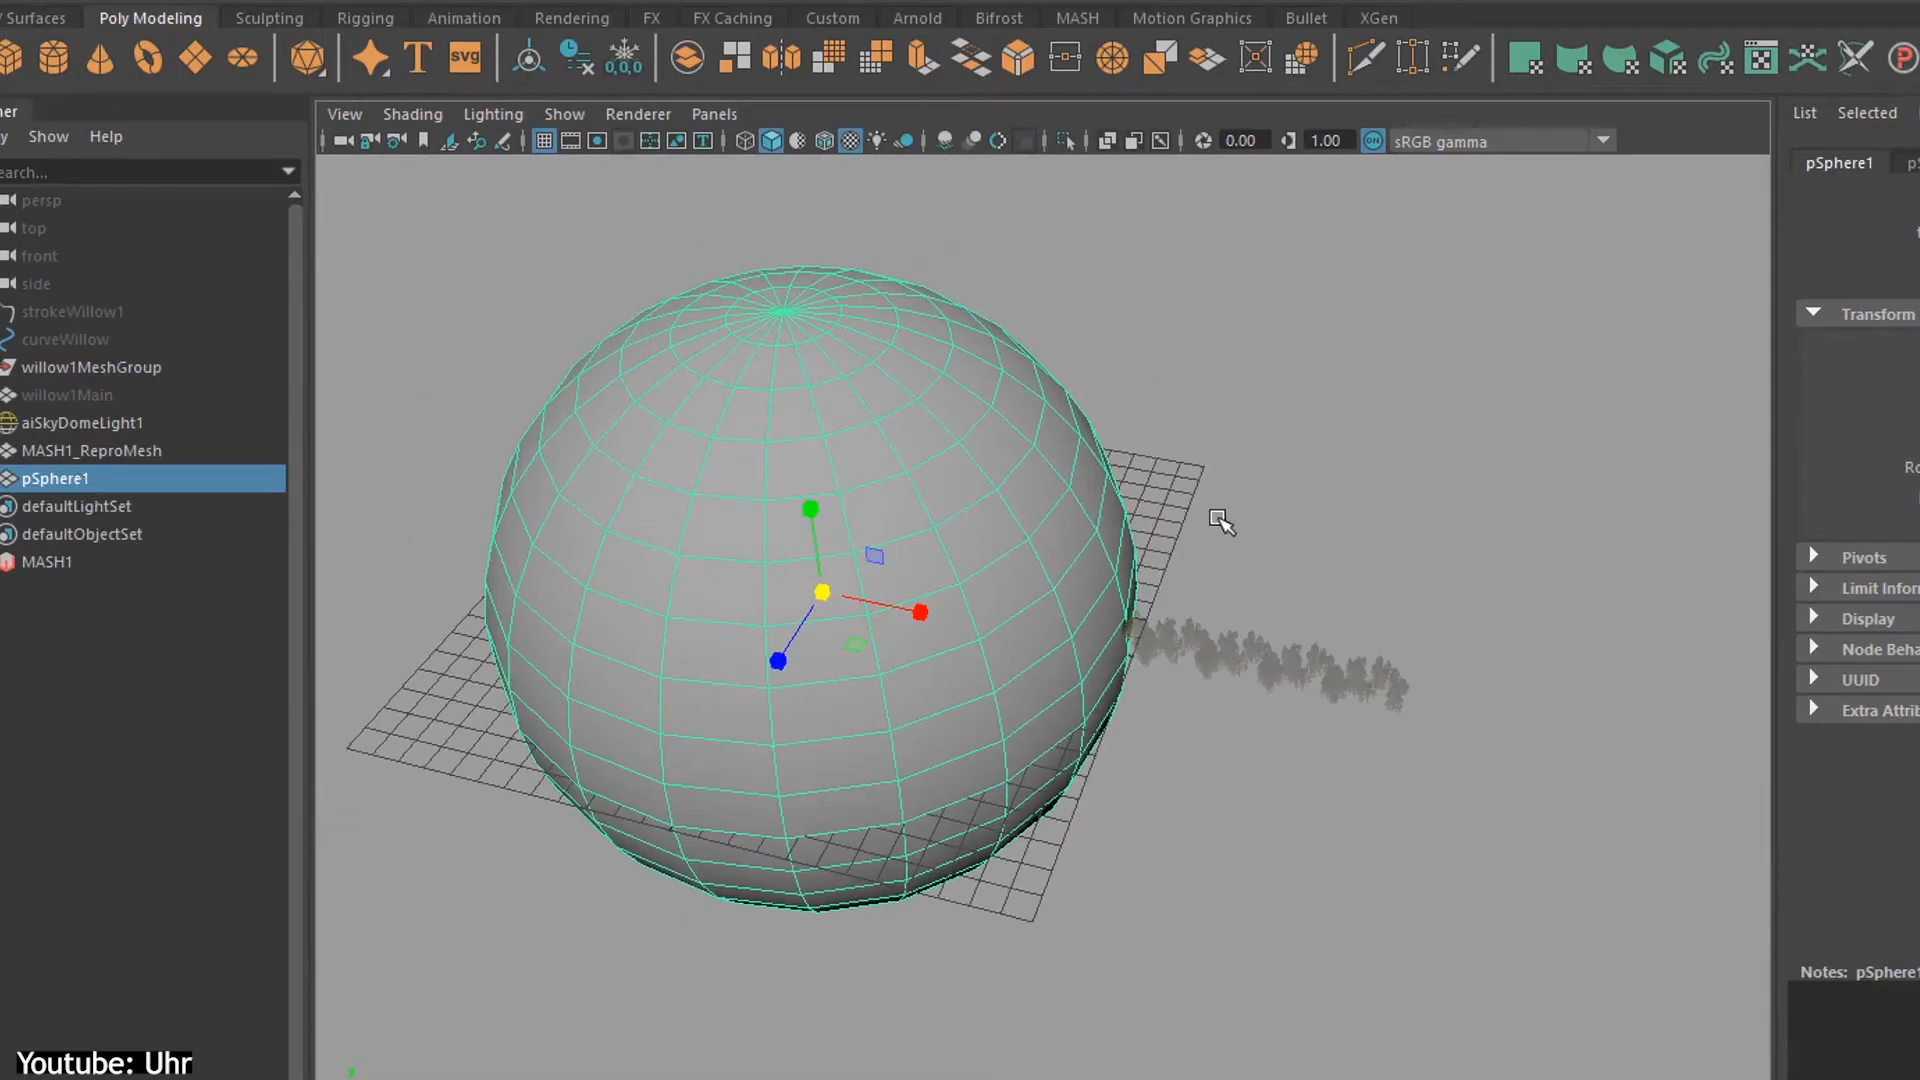 Surfaces Poly Modeling Sculpting Rigging Animation Rendering FX FX Caching Custom Arnold Bifrost MASH Motion Graphics Bullet XGen
T svg 0,0,0 P
ner
y Show Help
earch...
persp
top
front
side
strokeWillow1
curveWillow
willow1MeshGroup
willow1Main
aiSkyDomeLight1
MASH1_ReproMesh
pSphere1
defaultLightSet
defaultObjectSet
MASH1
View Shading Lighting Show Renderer Panels
T 0.00 1.00 ON sRGB gamma
List Selected
pSphere1 p
Transform
Ro
Pivots
Limit Infor
Display
Node Beha
UUID
Extra Attrib
Notes: pSphere1
Youtube: Uhr